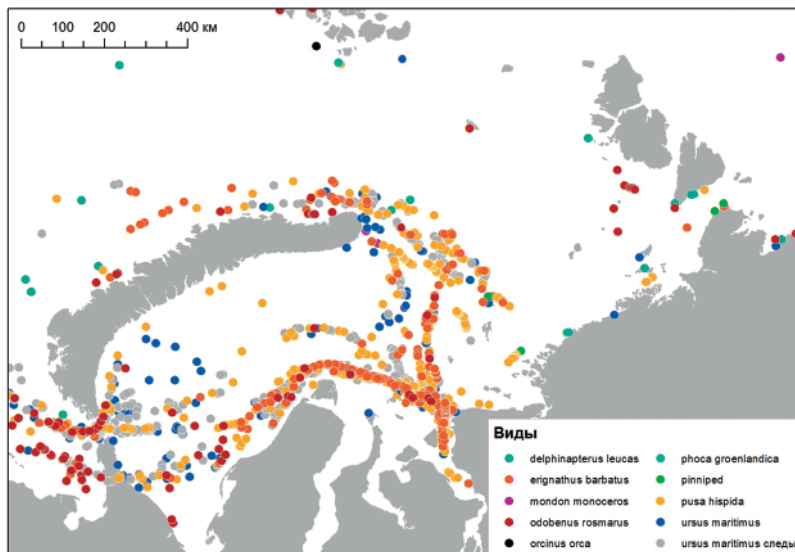 0 100 200 400 км
Виды
delphinapterus leucas
phoca groenlandica
erignathus barbatus
pinniped
mondon monoceros
pusa hispida
odobenus rosmarus
ursus maritimus
orcinus orca
ursus maritimus следы